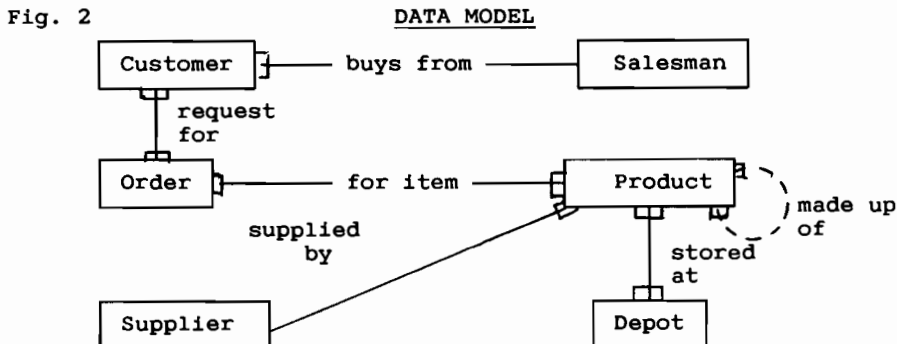 Fig. 2 DATA MODEL
Customer buys from Salesman
request
for
Order for item Product
made up
of
supplied
by
stored
at
Supplier Depot